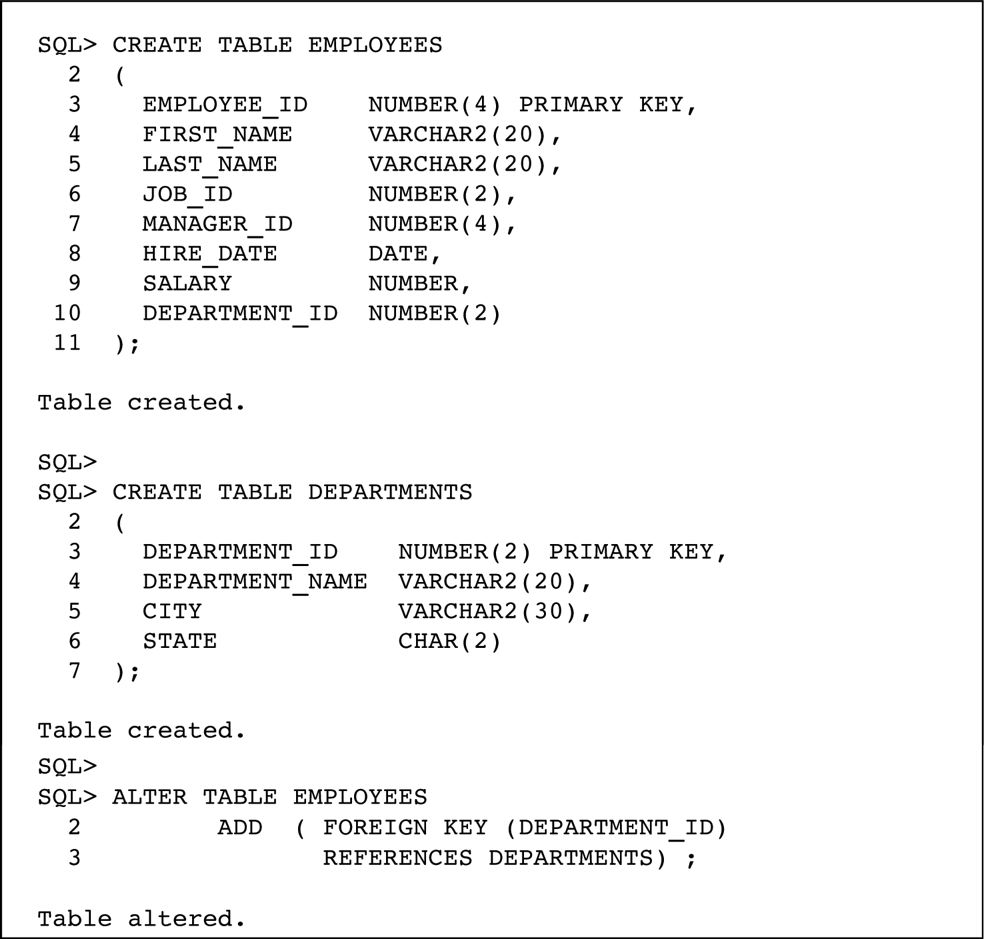 SQL> CREATE TABLE EMPLOYEES
  2  (
  3    EMPLOYEE_ID    NUMBER(4) PRIMARY KEY,
  4    FIRST_NAME     VARCHAR2(20),
  5    LAST_NAME      VARCHAR2(20),
  6    JOB_ID         NUMBER(2),
  7    MANAGER_ID     NUMBER(4),
  8    HIRE_DATE      DATE,
  9    SALARY         NUMBER,
 10    DEPARTMENT_ID  NUMBER(2)
 11  );
Table created.
SQL>
SQL> CREATE TABLE DEPARTMENTS
  2  (
  3    DEPARTMENT_ID    NUMBER(2) PRIMARY KEY,
  4    DEPARTMENT_NAME  VARCHAR2(20),
  5    CITY             VARCHAR2(30),
  6    STATE            CHAR(2)
  7  );
Table created.
SQL>
SQL> ALTER TABLE EMPLOYEES
  2         ADD  ( FOREIGN KEY (DEPARTMENT_ID)
  3                REFERENCES DEPARTMENTS) ;
Table altered.